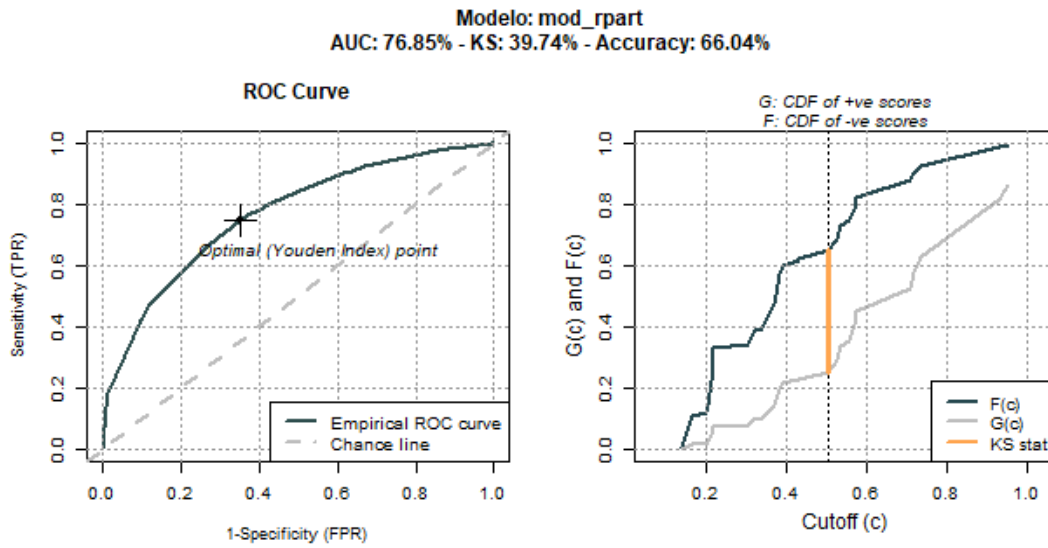 Modelo: mod_rpart
AUC: 76.85% - KS: 39.74% - Accuracy: 66.04%
ROC Curve
1.0
0.8
0.6
0.4
0.2
0.0
Sensitivity (TPR)
Optimal (Youden Index) point
Empirical ROC curve
Chance line
0.0 0.2 0.4 0.6 0.8 1.0
1-Specificity (FPR)
G: CDF of +ve scores
F: CDF of -ve scores
1.0
0.8
0.6
0.4
0.2
0.0
G(c) and F(c)
F(c)
G(c)
KS stat
0.2 0.4 0.6 0.8 1.0
Cutoff (c)